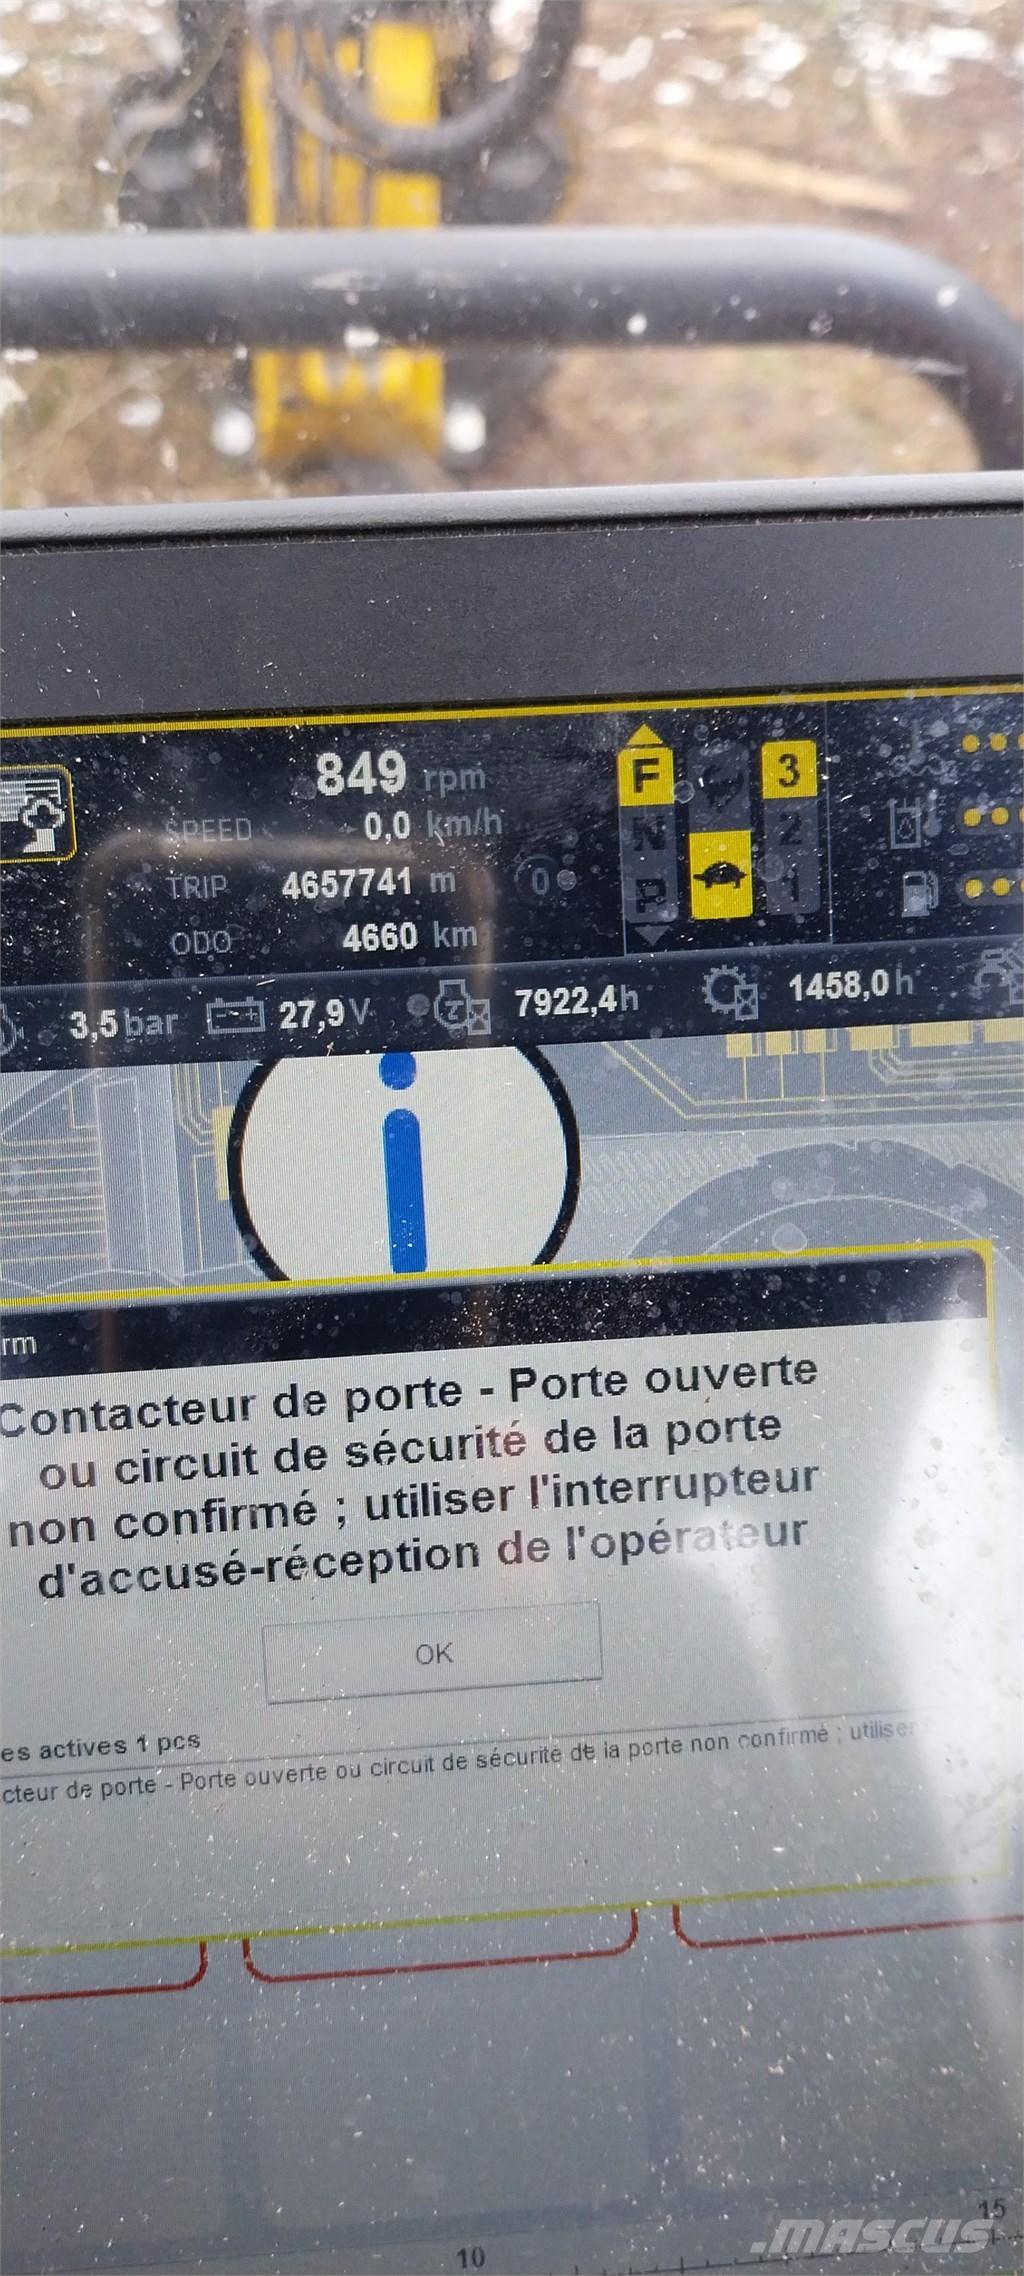 849 rpm
SPEED 0,0 km/h
TRIP 4657741 m
ODO 4660 km
0
F
N
P
3
2
1
3,5 bar 27,9V 7922,4h 1458,0h
i
rm
Contacteur de porte - Porte ouverte
ou circuit de sécurité de la porte
non confirmé ; utiliser l'interrupteur
d'accusé-réception de l'opérateur
OK
es actives 1 pcs
cteur de porte - Porte ouverte ou circuit de sécurité de la porte non confirmé ; utiliser
10 15
.mascus